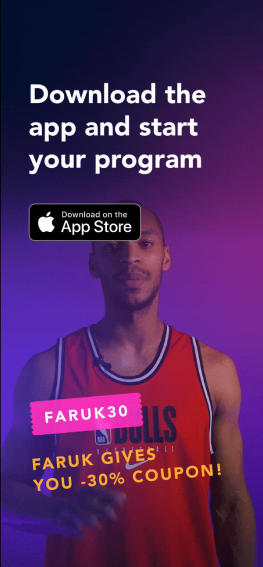 Download the
app and start
your program
Download on the
App Store
FARUK30
BULLS
FARUK GIVES
YOU -30% COUPON!